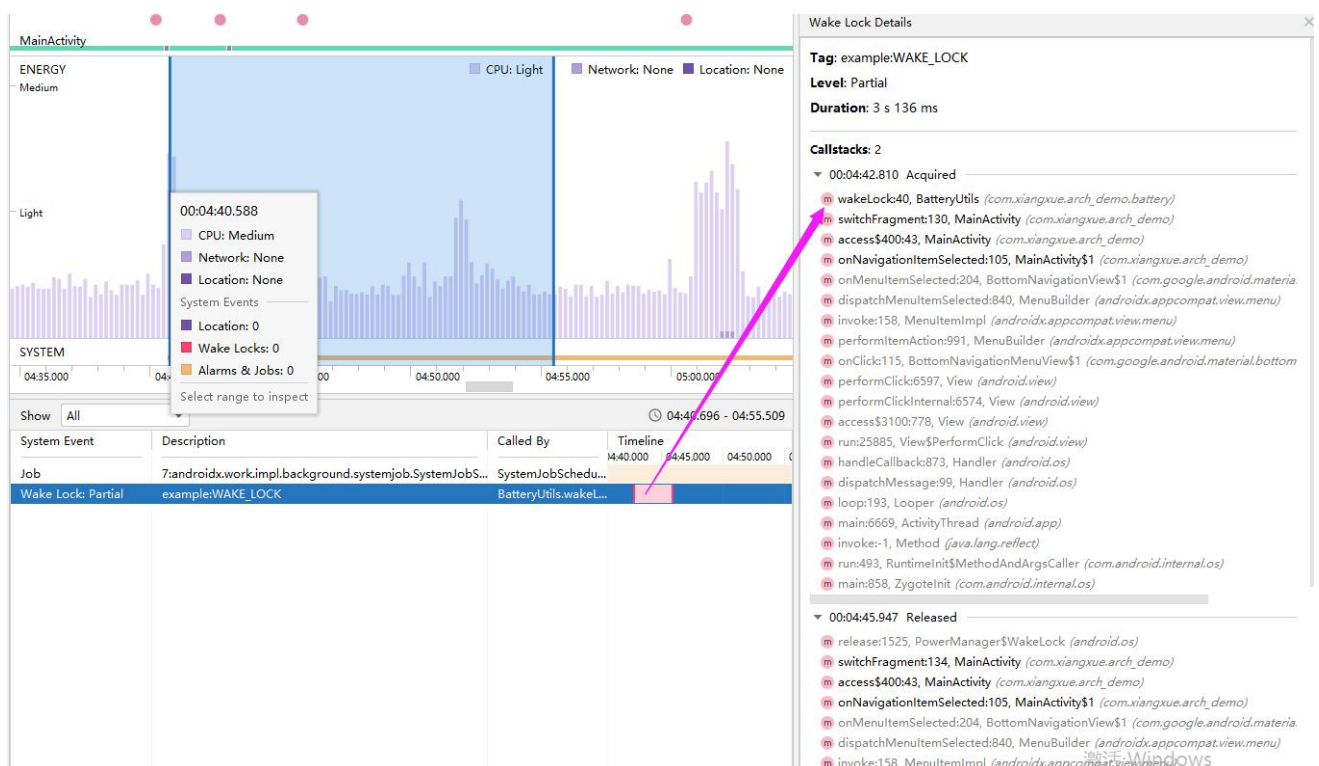 MainActivity
ENERGY
Medium
CPU: Light
Network: None
Location: None
Light
00:04:40.588
CPU: Medium
Network: None
Location: None
System Events
Location: 0
Wake Locks: 0
Alarms & Jobs: 0
Select range to inspect
SYSTEM
04:35.000
04:50.000
04:55.000
05:00.000
Show All
04:40.696 - 04:55.509
System Event Description Called By Timeline
04:45.000 04:50.000
Job 7:androidx.work.impl.background.systemjob.SystemJobS... SystemJobSchedu...
Wake Lock: Partial example:WAKE_LOCK BatteryUtils.wakeL...
Wake Lock Details
Tag: example:WAKE_LOCK
Level: Partial
Duration: 3 s 136 ms
Callstacks: 2
00:04:42.810 Acquired
wakeLock:40, BatteryUtils (com.xiangxue.arch_demo.battery)
switchFragment:130, MainActivity (com.xiangxue.arch_demo)
access$400:43, MainActivity (com.xiangxue.arch_demo)
onNavigationItemSelected:105, MainActivity$1 (com.xiangxue.arch_demo)
onMenuItemSelected:204, BottomNavigationView$1 (com.google.android.materia
dispatchMenuItemSelected:840, MenuBuilder (androidx.appcompat.view.menu)
invoke:158, MenuItemImpl (androidx.appcompat.view.menu)
performItemAction:991, MenuBuilder (androidx.appcompat.view.menu)
onClick:115, BottomNavigationMenuView$1 (com.google.android.material.bottom
performClick:6597, View (android.view)
performClickInternal:6574, View (android.view)
access$3100:778, View (android.view)
run:25885, View$PerformClick (android.view)
handleCallback:873, Handler (android.os)
dispatchMessage:99, Handler (android.os)
loop:193, Looper (android.os)
main:6669, ActivityThread (android.app)
invoke:-1, Method (java.lang.reflect)
run:493, RuntimeInit$MethodAndArgsCaller (com.android.internal.os)
main:858, ZygoteInit (com.android.internal.os)
00:04:45.947 Released
release:1525, PowerManager$WakeLock (android.os)
switchFragment:134, MainActivity (com.xiangxue.arch_demo)
access$400:43, MainActivity (com.xiangxue.arch_demo)
onNavigationItemSelected:105, MainActivity$1 (com.xiangxue.arch_demo)
onMenuItemSelected:204, BottomNavigationView$1 (com.google.android.materia
dispatchMenuItemSelected:840, MenuBuilder (androidx.appcompat.view.menu)
invoke:158, MenuItemImpl (androidx.appcompat.view.menu)
激活 Windows